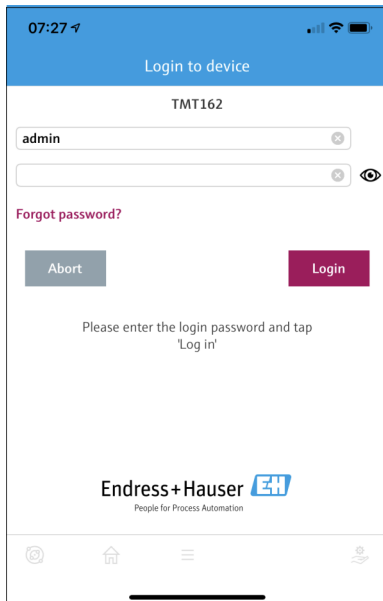 07:27
Login to device
TMT162
admin
Forgot password?
Abort
Login
Please enter the login password and tap
'Log in'
Endress+Hauser EH
People for Process Automation